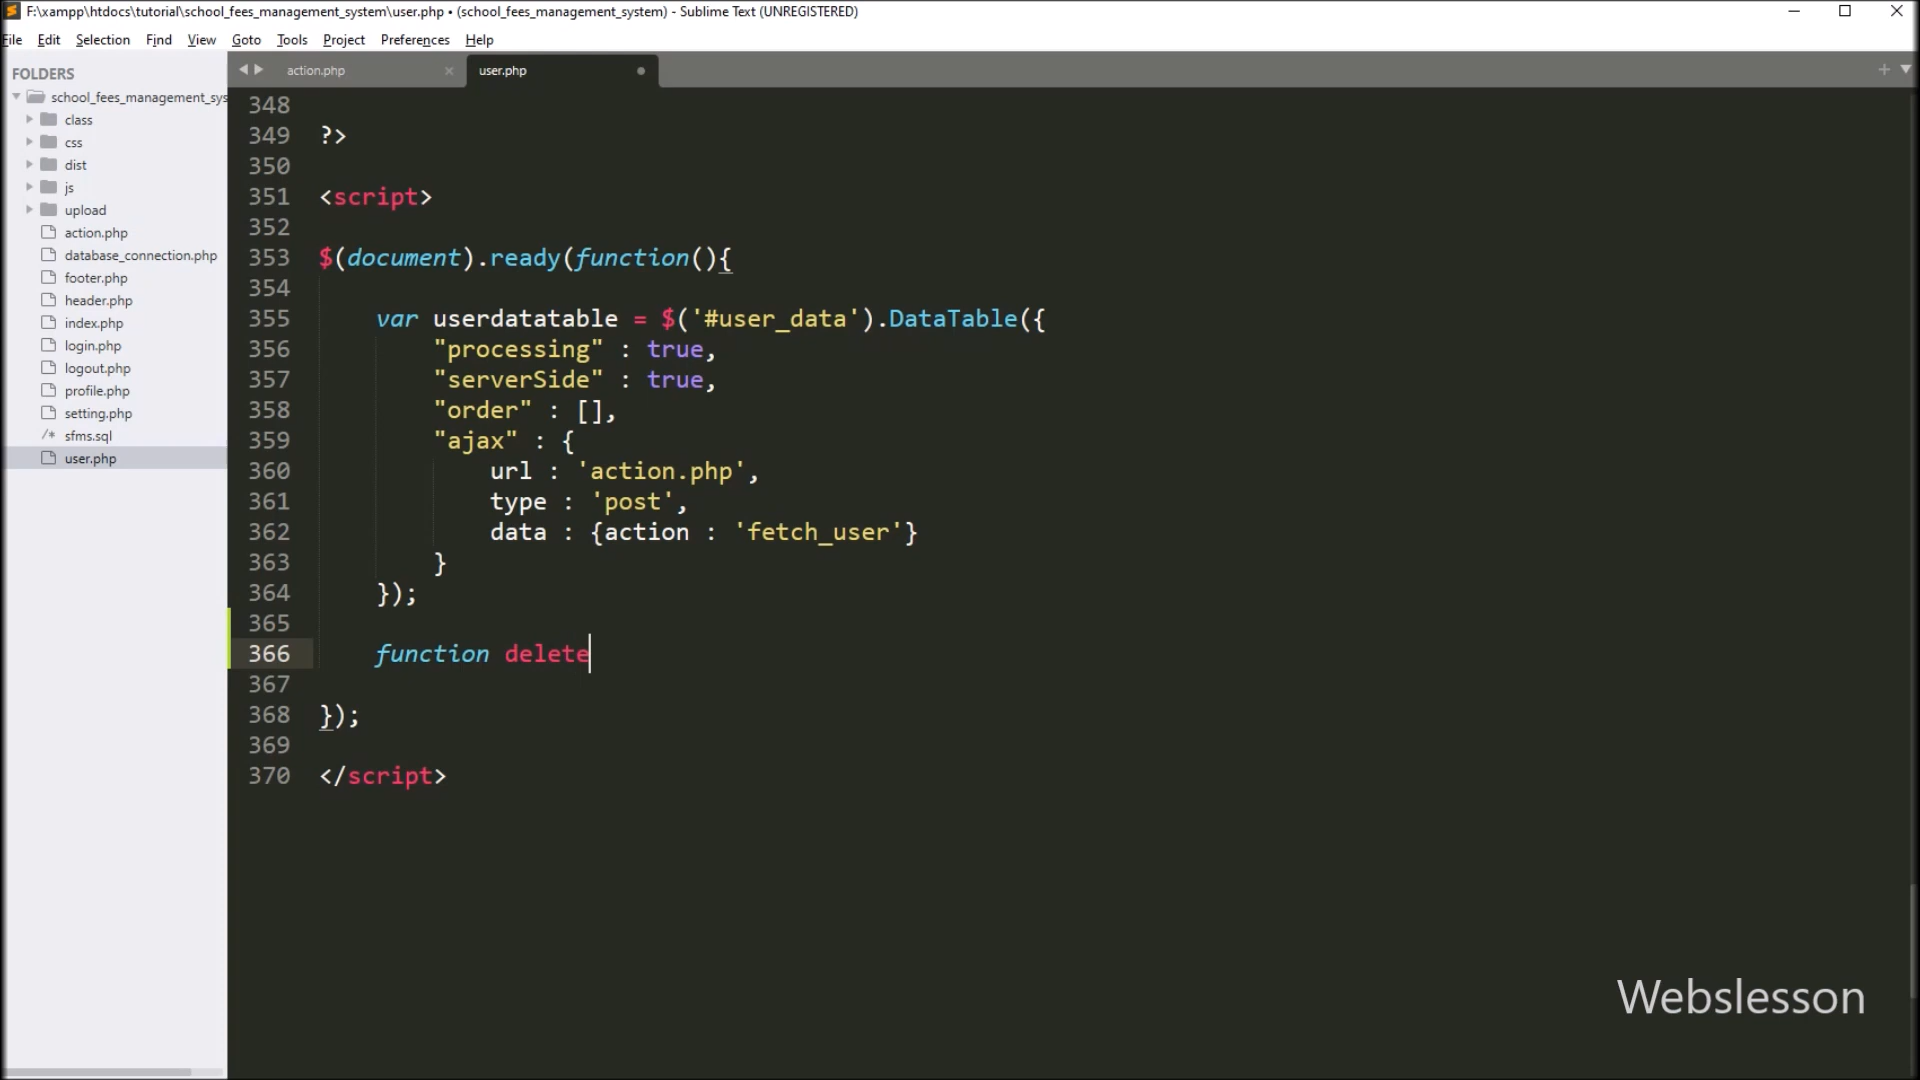 F:\xampp\htdocs\tutorial\school_fees_management_system\user.php • (school_fees_management_system) - Sublime Text (UNREGISTERED)
File Edit Selection Find View Goto Tools Project Preferences Help
FOLDERS
school_fees_management_sys
class
css
dist
js
upload
action.php
database_connection.php
footer.php
header.php
index.php
login.php
logout.php
profile.php
setting.php
/* sfms.sql
user.php
action.php × user.php
348
349 ?>
350
351 <script>
352
353 $(document).ready(function(){
354
355 var userdatatable = $('#user_data').DataTable({
356 "processing" : true,
357 "serverSide" : true,
358 "order" : [],
359 "ajax" : {
360 url : 'action.php',
361 type : 'post',
362 data : {action : 'fetch_user'}
363 }
364 });
365
366 function delete
367
368 });
369
370 </script>
Webslesson